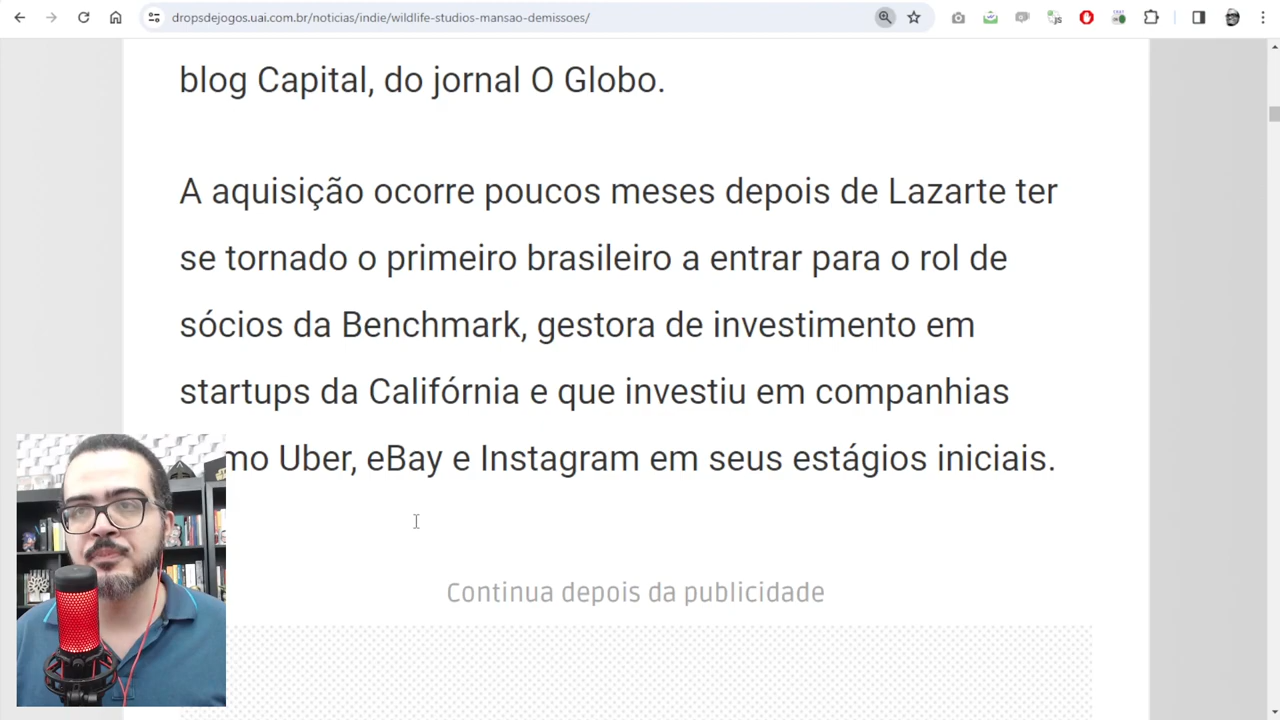 dropsdejogos.uai.com.br/noticias/indie/wildlife-studios-mansao-demissoes/
blog Capital, do jornal O Globo.
A aquisição ocorre poucos meses depois de Lazarte ter
se tornado o primeiro brasileiro a entrar para o rol de
sócios da Benchmark, gestora de investimento em
startups da Califórnia e que investiu em companhias
mo Uber, eBay e Instagram em seus estágios iniciais.
Continua depois da publicidade